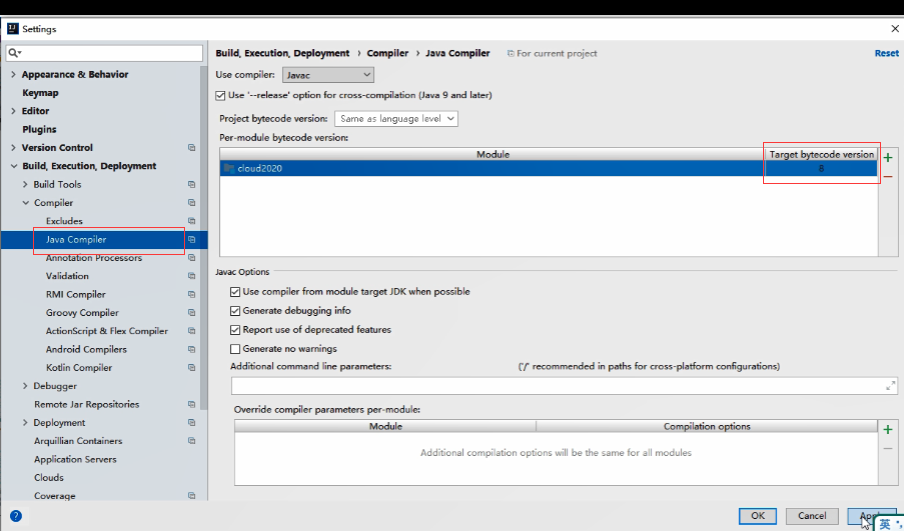 Settings
Build, Execution, Deployment › Compiler › Java Compiler For current project Reset
Appearance & Behavior
Keymap
Editor
Plugins
Version Control
Build, Execution, Deployment
Build Tools
Compiler
Excludes
Java Compiler
Annotation Processors
Validation
RMI Compiler
Groovy Compiler
ActionScript & Flex Compiler
Android Compilers
Kotlin Compiler
Debugger
Remote Jar Repositories
Deployment
Arquillian Containers
Application Servers
Clouds
Coverage
Use compiler: Javac
Use '--release' option for cross-compilation (Java 9 and later)
Project bytecode version: Same as language level
Per-module bytecode version:
Module Target bytecode version
cloud2020 8
Javac Options
Use compiler from module target JDK when possible
Generate debugging info
Report use of deprecated features
Generate no warnings
Additional command line parameters: ('/' recommended in paths for cross-platform configurations)
Override compiler parameters per-module:
Module Compilation options
Additional compilation options will be the same for all modules
? OK Cancel
英